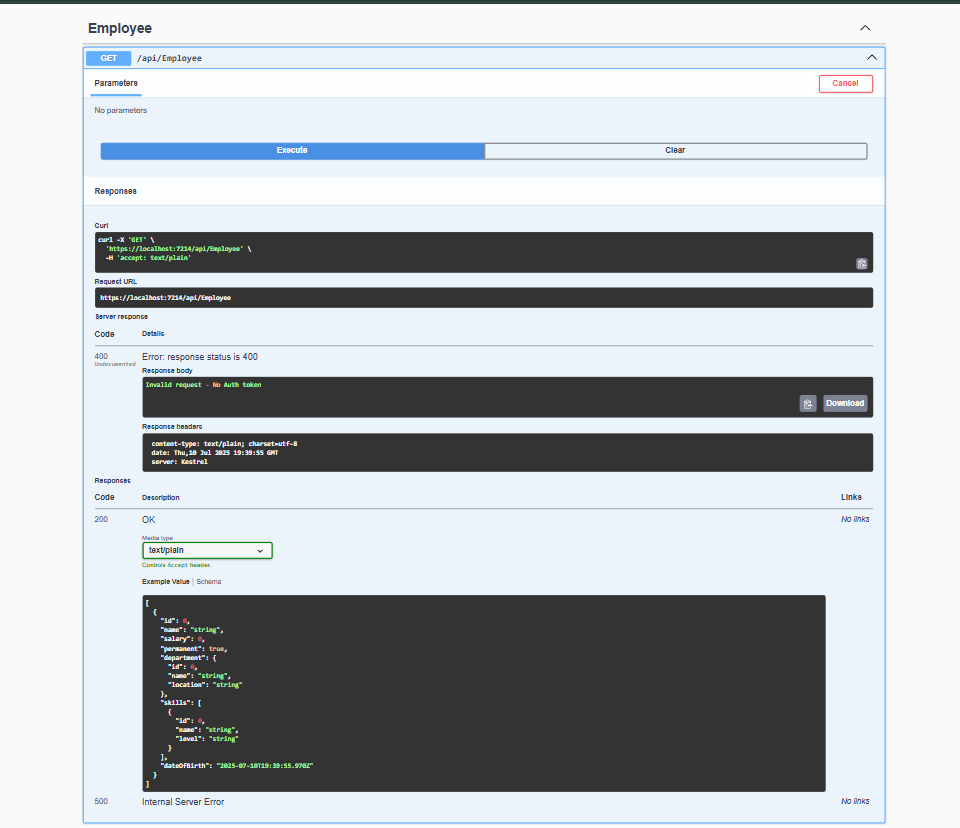 Employee
GET /api/Employee
Parameters Cancel
No parameters
Execute Clear
Responses
Curl
curl -X 'GET' \
'https://localhost:7214/api/Employee' \
-H 'accept: text/plain'
Request URL
https://localhost:7214/api/Employee
Server response
Code Details
400 Error: response status is 400
Undocumented
Response body
Invalid request - No Auth token
Download
Response headers
content-type: text/plain; charset=utf-8
date: Thu,10 Jul 2025 19:39:55 GMT
server: Kestrel
Responses
Code Description Links
200 OK No links
Media type
text/plain
Controls Accept header.
Example Value | Schema
[
{
"id": 0,
"name": "string",
"salary": 0,
"permanent": true,
"department": {
"id": 0,
"name": "string",
"location": "string"
},
"skills": [
{
"id": 0,
"name": "string",
"level": "string"
}
],
"dateOfBirth": "2025-07-10T19:39:55.970Z"
}
]
500 Internal Server Error No links